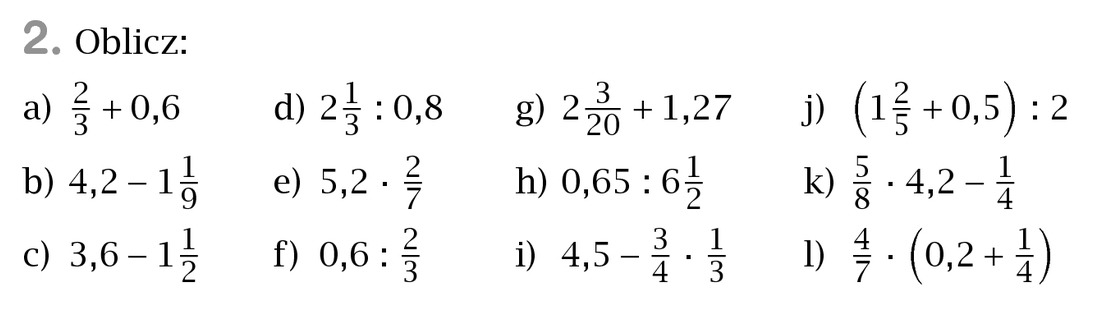 2. Oblicz:
a) 2/3 + 0,6
d) 2 1/3 : 0,8
g) 2 3/20 + 1,27
j) (1 2/5 + 0,5) : 2
b) 4,2 – 1 1/9
e) 5,2 · 2/7
h) 0,65 : 6 1/2
k) 5/8 · 4,2 – 1/4
c) 3,6 – 1 1/2
f) 0,6 : 2/3
i) 4,5 – 3/4 · 1/3
l) 4/7 · (0,2 + 1/4)